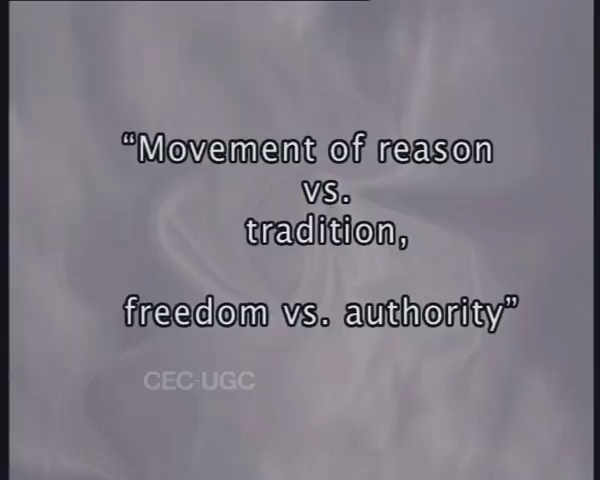 “Movement of reason
vs.
tradition,
freedom vs. authority”
CEC-UGC